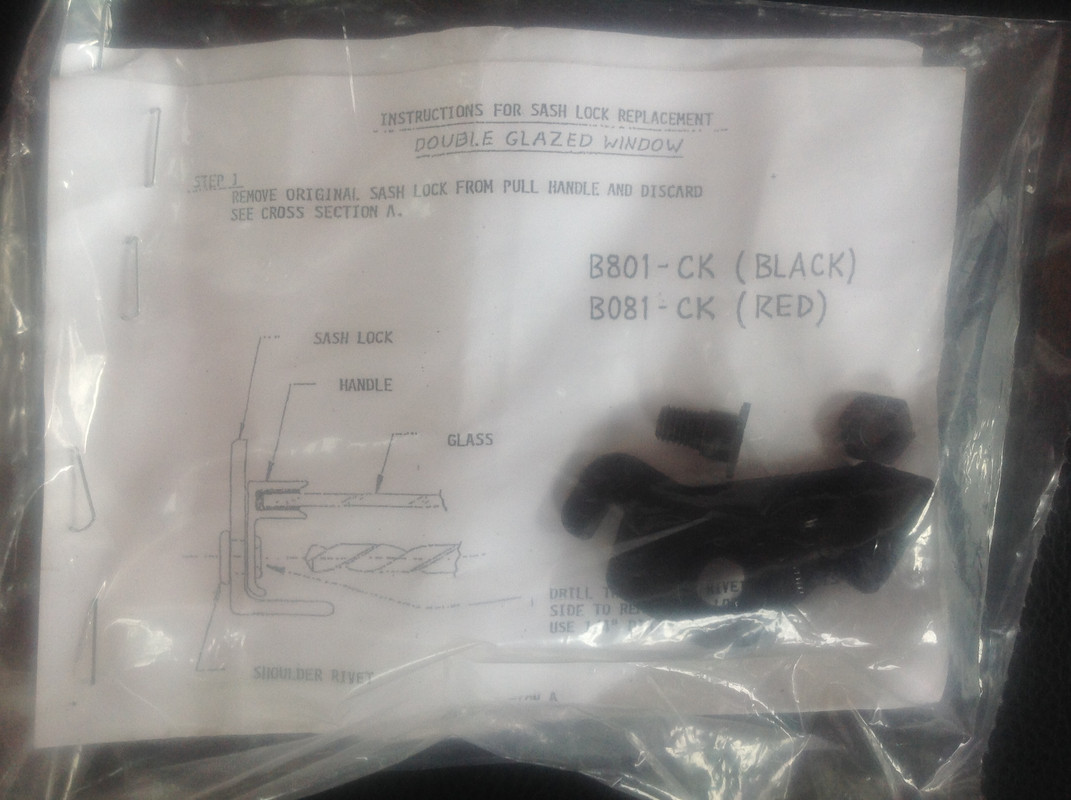 INSTRUCTIONS FOR SASH LOCK REPLACEMENT
DOUBLE GLAZED WINDOW
STEP 1
REMOVE ORIGINAL SASH LOCK FROM PULL HANDLE AND DISCARD
SEE CROSS SECTION A.
B801-CK (BLACK)
B081-CK (RED)
SASH LOCK
HANDLE
GLASS
DRILL
SIDE TO
USE
SHOULDER RIVET
A